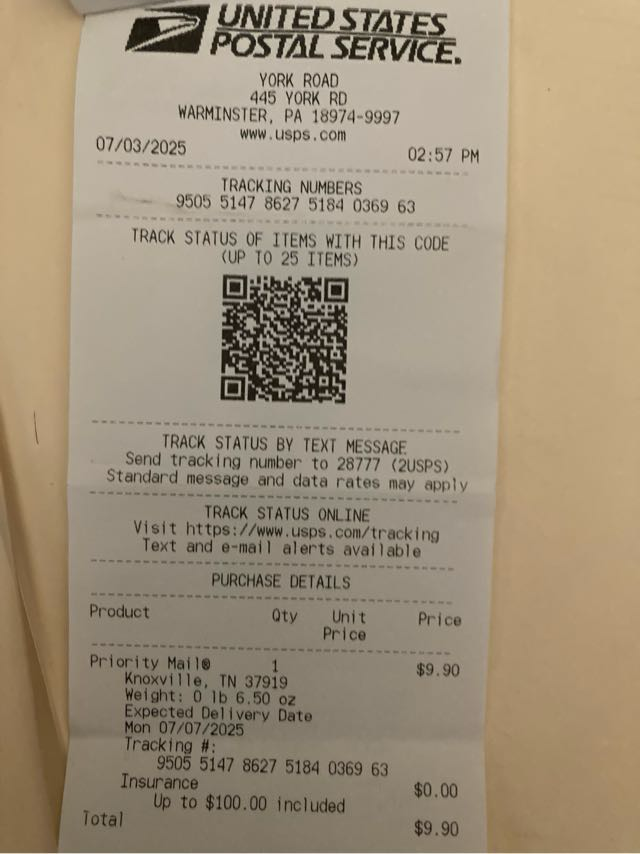 UNITED STATES
POSTAL SERVICE.
YORK ROAD
445 YORK RD
WARMINSTER, PA 18974-9997
www.usps.com
07/03/2025 02:57 PM
TRACKING NUMBERS
9505 5147 8627 5184 0369 63
TRACK STATUS OF ITEMS WITH THIS CODE
(UP TO 25 ITEMS)
TRACK STATUS BY TEXT MESSAGE
Send tracking number to 28777 (2USPS)
Standard message and data rates may apply
TRACK STATUS ONLINE
Visit https://www.usps.com/tracking
Text and e-mail alerts available
PURCHASE DETAILS
Product Qty Unit Price
Price
Priority Mail® 1 $9.90
Knoxville, TN 37919
Weight: 0 lb 6.50 oz
Expected Delivery Date
Mon 07/07/2025
Tracking #:
9505 5147 8627 5184 0369 63
Insurance $0.00
Up to $100.00 included
Total $9.90